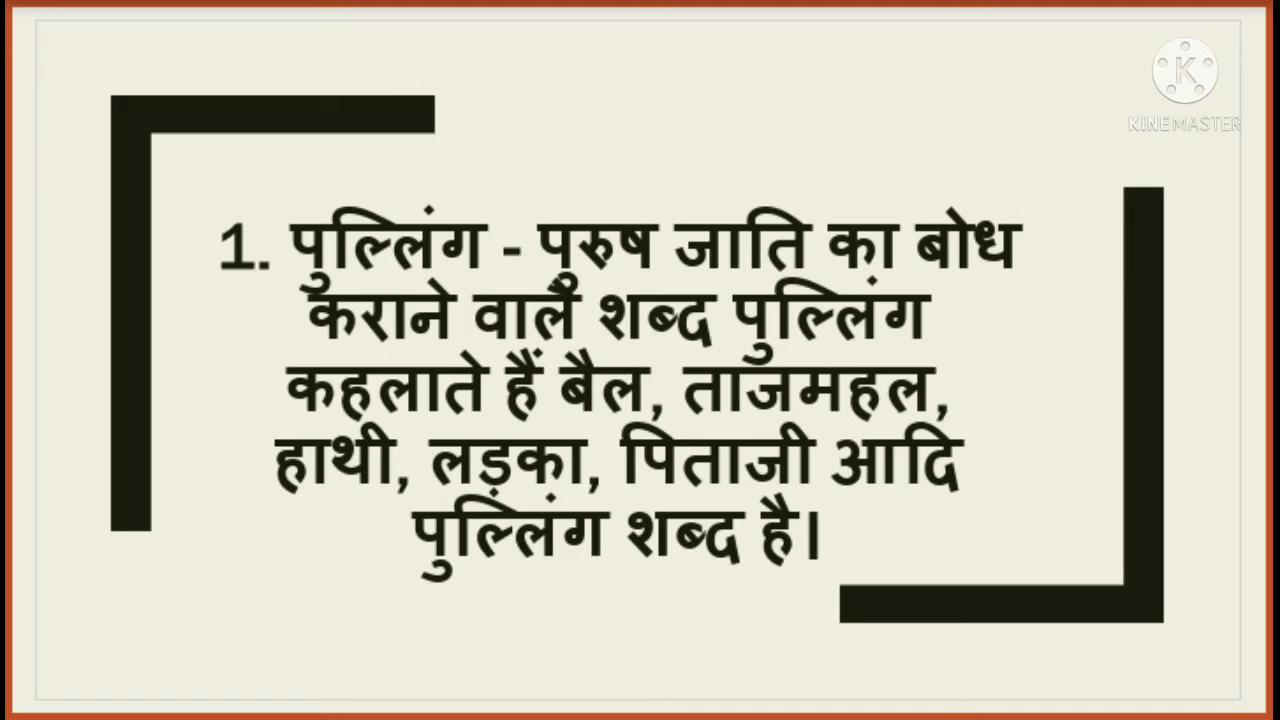 KINEMASTER
1. पुल्लिंग - पुरुष जाति का बोध
कराने वाले शब्द पुल्लिंग
कहलाते हैं बैल, ताजमहल,
हाथी, लड़का, पिताजी आदि
पुल्लिंग शब्द है।